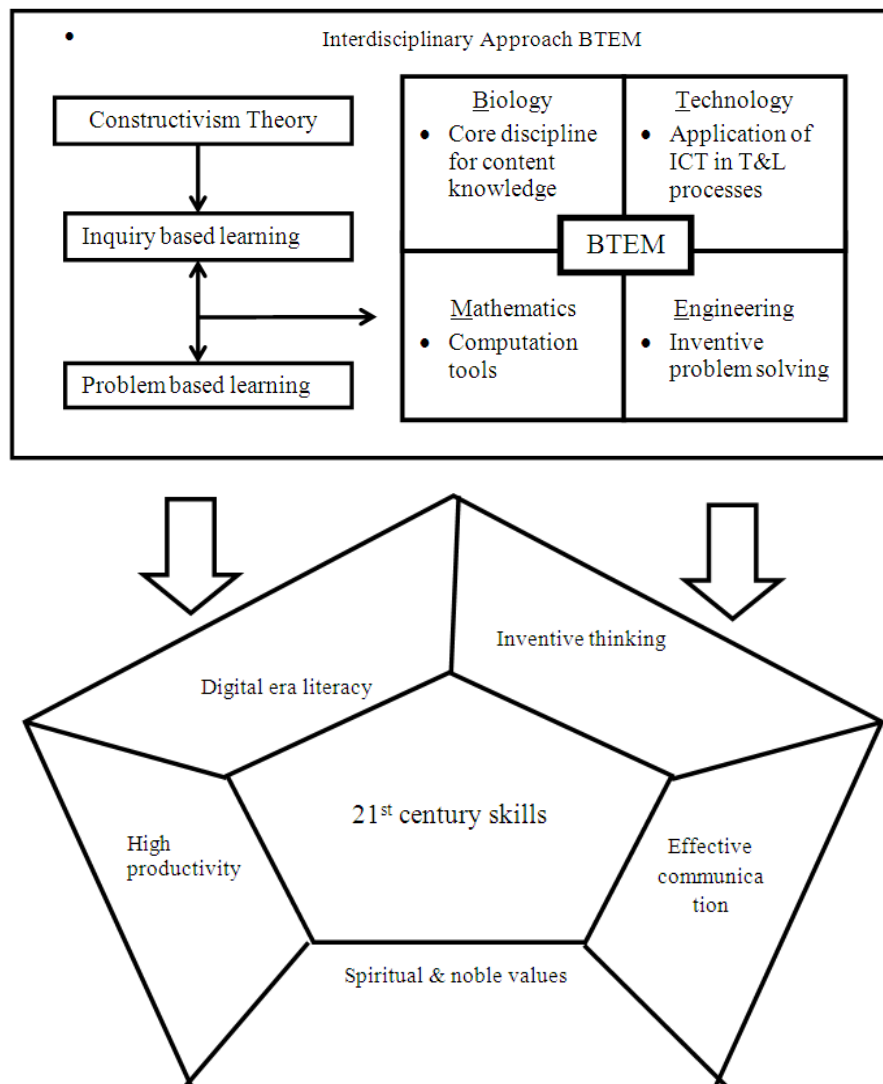 • Interdisciplinary Approach BTEM
Constructivism Theory
Inquiry based learning
Problem based learning
Biology
• Core discipline
for content
knowledge
Technology
• Application of
ICT in T&L
processes
BTEM
Mathematics
• Computation
tools
Engineering
• Inventive
problem solving
Inventive thinking
Digital era literacy
21st century skills
High
productivity
Effective
communica
tion
Spiritual & noble values